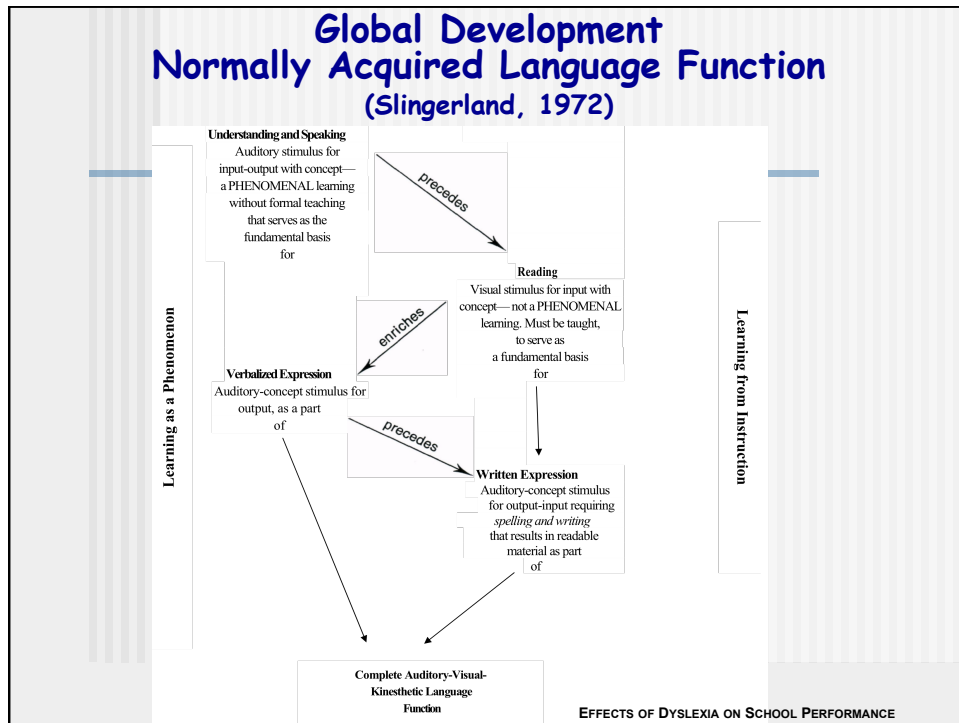 Global Development
Normally Acquired Language Function
(Slingerland, 1972)
Understanding and Speaking
Auditory stimulus for
input-output with concept—
a PHENOMENAL learning
without formal teaching
that serves as the
fundamental basis
for
precedes
Reading
Visual stimulus for input with
concept— not a PHENOMENAL
learning. Must be taught,
to serve as
a fundamental basis
for
enriches
Verbalized Expression
Auditory-concept stimulus for
output, as a part
of
precedes
Written Expression
Auditory-concept stimulus
for output-input requiring
spelling and writing
that results in readable
material as part
of
Learning as a Phenomenon
Learning from Instruction
Complete Auditory-Visual-
Kinesthetic Language
Function
EFFECTS OF DYSLEXIA ON SCHOOL PERFORMANCE